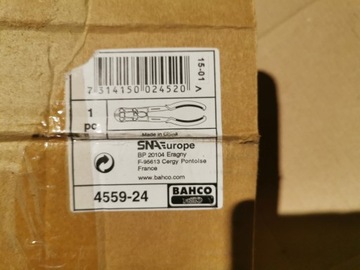 7 314150 024520
15-01 A
1
pc
Made in China
SNA Europe
BP 20104 Eragny
F-95613 Cergy Pontoise
France
www.bahco.com
4559-24
BAHCO